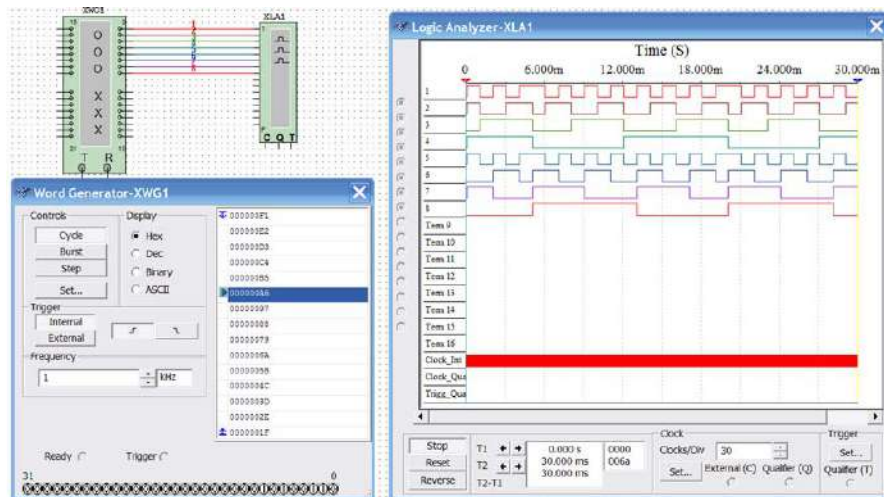 XWG1
XLA1
C Q T
T R
Word Generator-XWG1
Controls
Cycle
Burst
Step
Set...
Display
Hex
Dec
Binary
ASCII
Trigger
Internal
External
Frequency
1 kHz
000000F1
000000E2
000000D3
000000C4
000000B5
000000A6
00000097
00000088
00000079
0000006A
0000005B
0000004C
0000003D
0000002E
0000001F
Ready
Trigger
31 0
Logic Analyzer-XLA1
Time (S)
0 6.000m 12.000m 18.000m 24.000m 30.000m
1
2
3
4
5
6
7
8
Term 9
Term 10
Term 11
Term 12
Term 13
Term 14
Term 15
Term 16
Clock_Int
Clock_Qua
Trigg_Qua
Stop
Reset
Reverse
T1 0.000 s 0000
T2 30.000 ms 006a
T2-T1 30.000 ms
Clock
Clocks/Div 30
Set... External (C) Qualifier (Q)
Trigger
Set...
Qualifier (T)